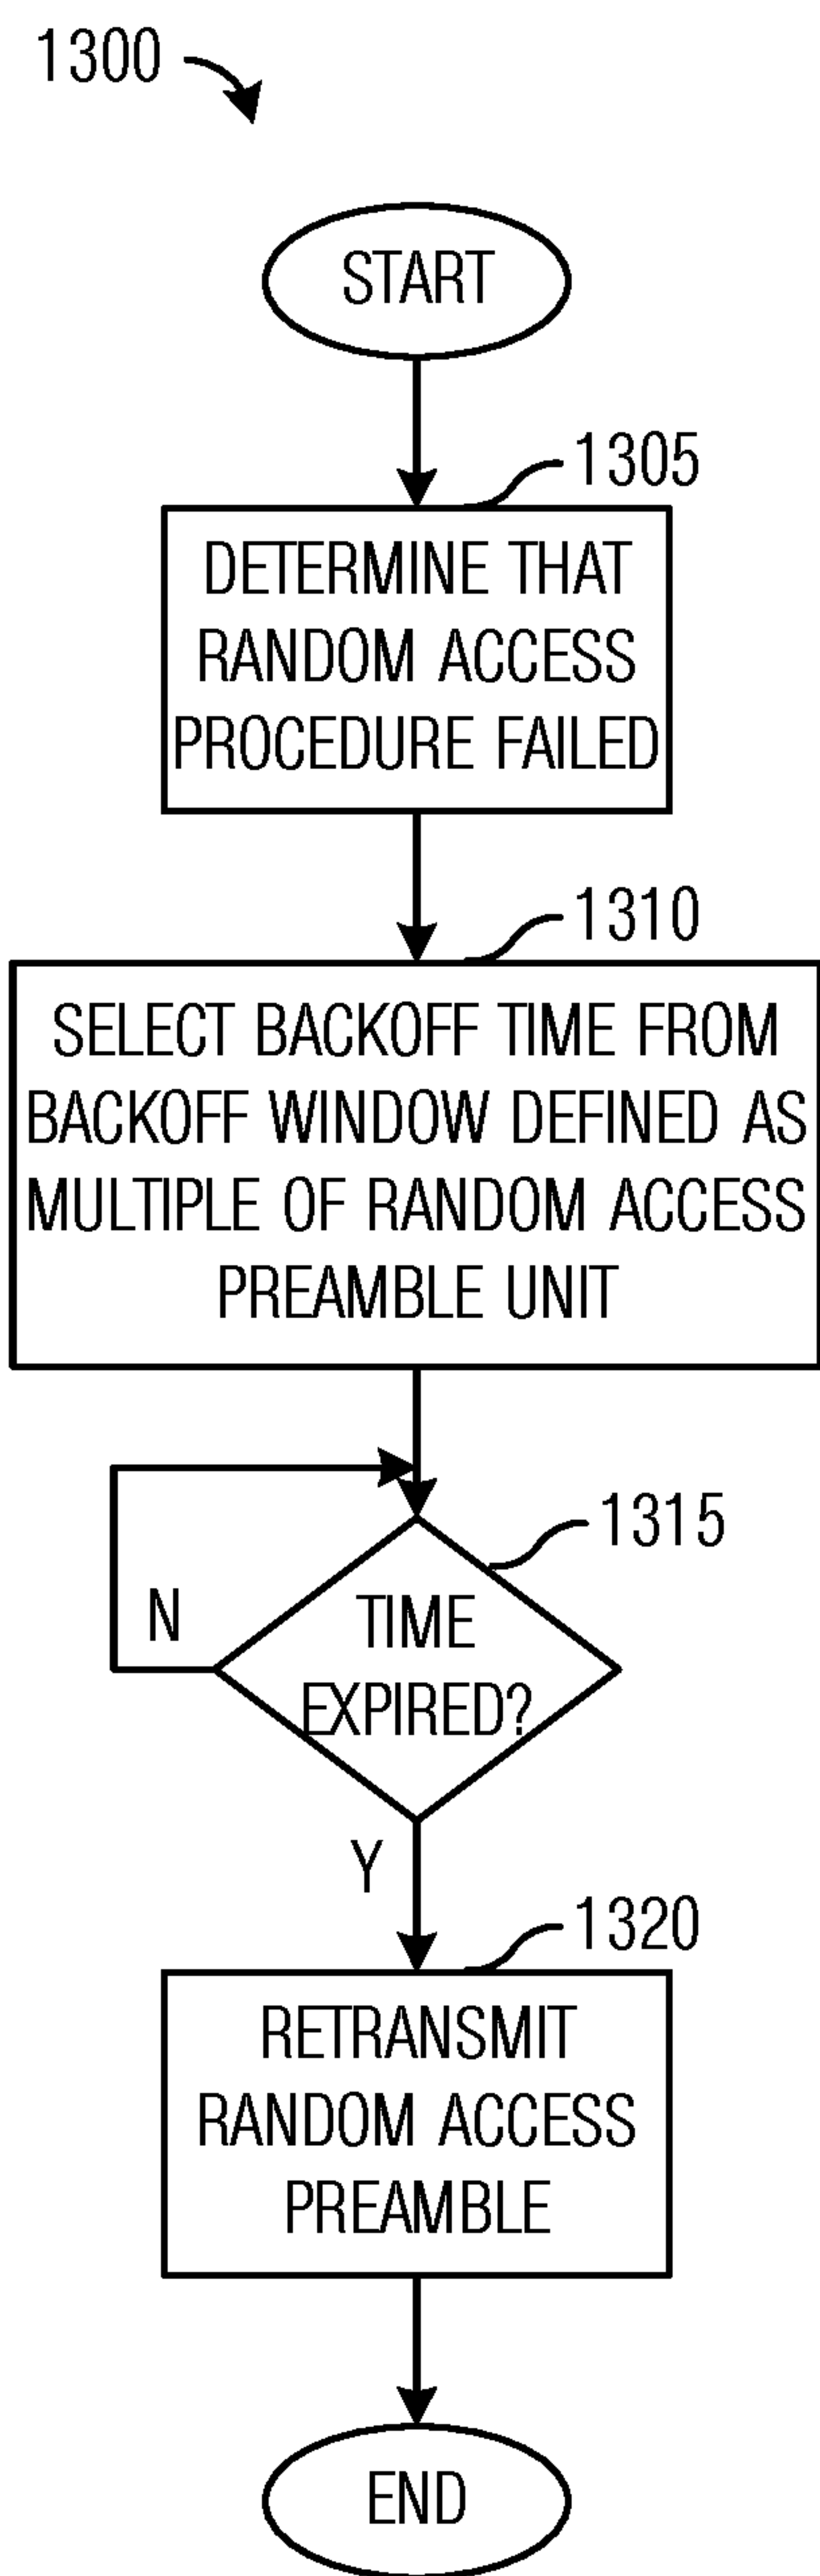 1300
START
1305
DETERMINE THAT
RANDOM ACCESS
PROCEDURE FAILED
1310
SELECT BACKOFF TIME FROM
BACKOFF WINDOW DEFINED AS
MULTIPLE OF RANDOM ACCESS
PREAMBLE UNIT
1315
N
TIME
EXPIRED?
Y
1320
RETRANSMIT
RANDOM ACCESS
PREAMBLE
END